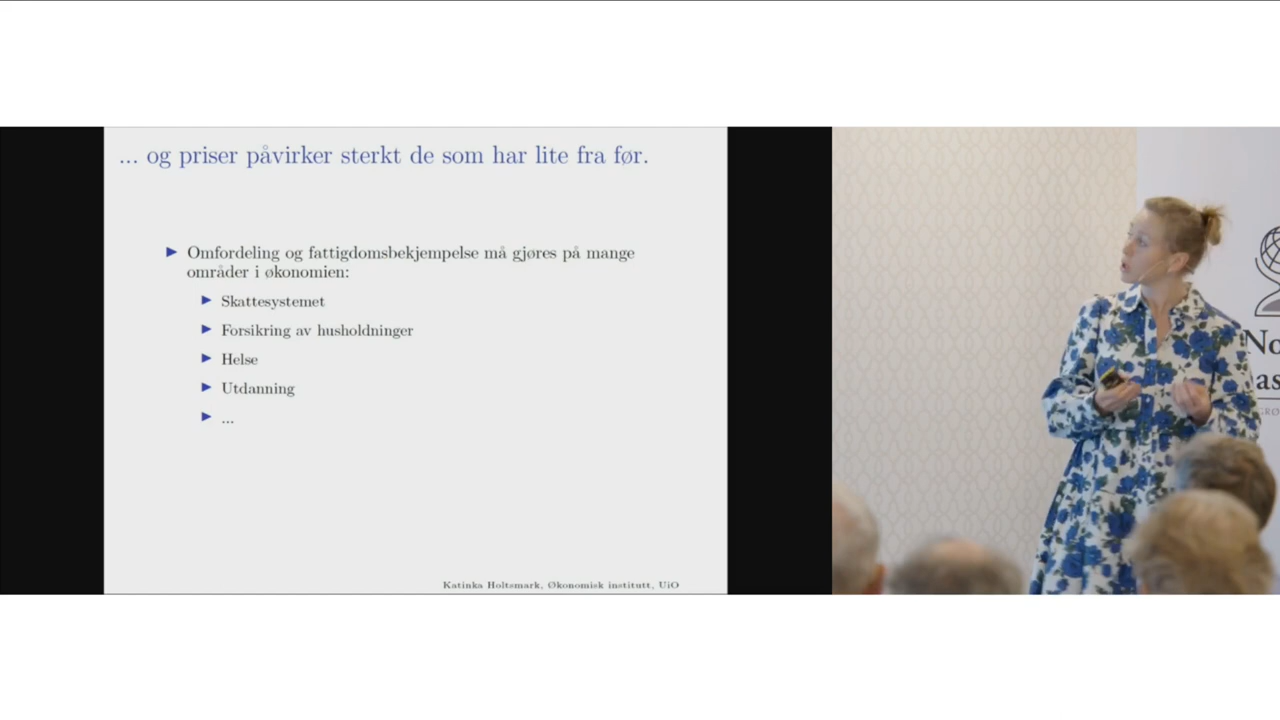 ... og priser påvirker sterkt de som har lite fra før.
Omfordeling og fattigdomsbekjempelse må gjøres på mange
områder i økonomien:
Skattesystemet
Forsikring av husholdninger
Helse
Utdanning
...
Katinka Holtsmark, Økonomisk institutt, UiO